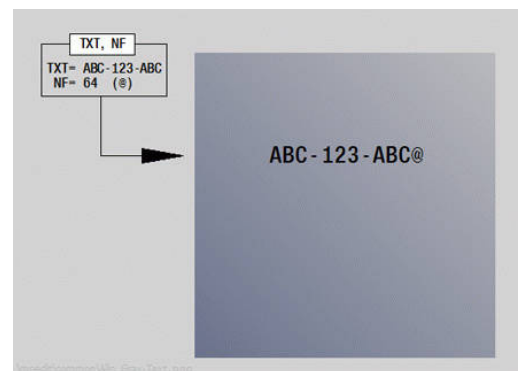 TXT, NF
TXT= ABC-123-ABC
NF= 64 (@)
ABC-123-ABC@